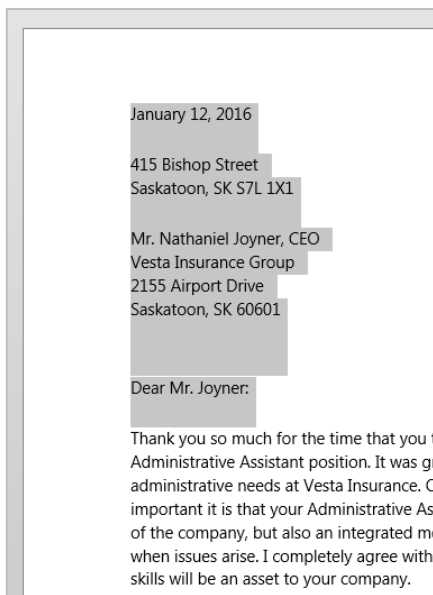 January 12, 2016
415 Bishop Street
Saskatoon, SK S7L 1X1
Mr. Nathaniel Joyner, CEO
Vesta Insurance Group
2155 Airport Drive
Saskatoon, SK 60601
Dear Mr. Joyner:
Thank you so much for the time that you
Administrative Assistant position. It was
administrative needs at Vesta Insurance.
important it is that your Administrative
of the company, but also an integrated
when issues arise. I completely agree with
skills will be an asset to your company.